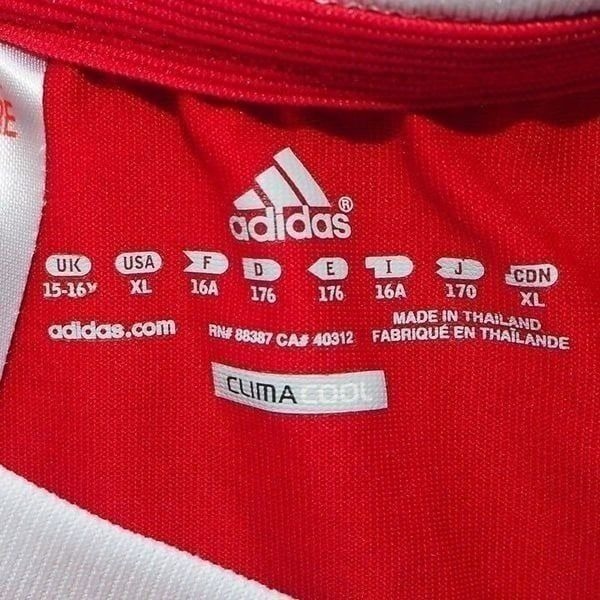 adidas®
UK USA F D E I J CDN
15-16Y XL 16A 176 176 16A 170 XL
adidas.com RN# 88387 CA# 40312 MADE IN THAILAND
FABRIQUÉ EN THAÏLANDE
CLIMACOOL